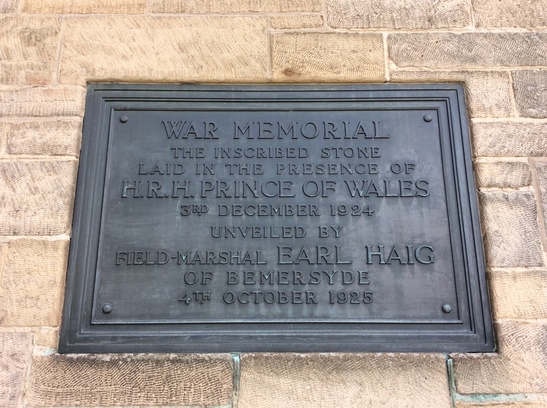 WAR MEMORIAL
THE INSCRIBED STONE
LAID IN THE PRESENCE OF
H.R.H. PRINCE OF WALES
3RD DECEMBER 1924
UNVEILED BY
FIELD-MARSHAL EARL HAIG
OF BEMERSYDE
4TH OCTOBER 1925